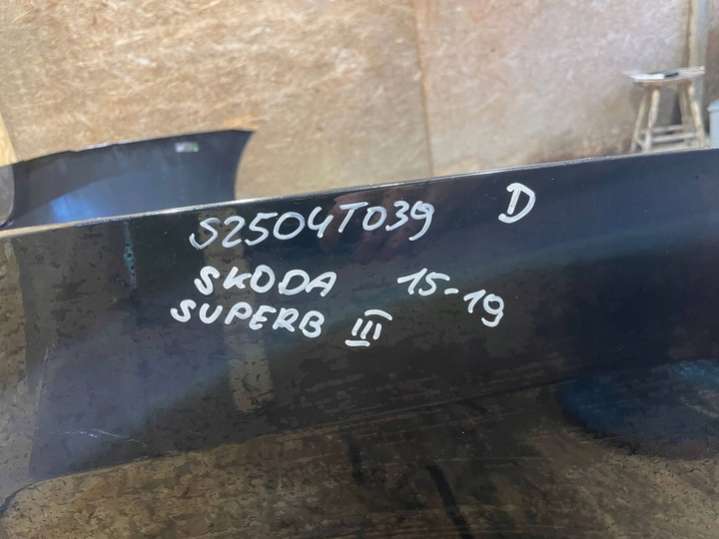 S2504T039 D
SKODA 15-19
SUPERB III